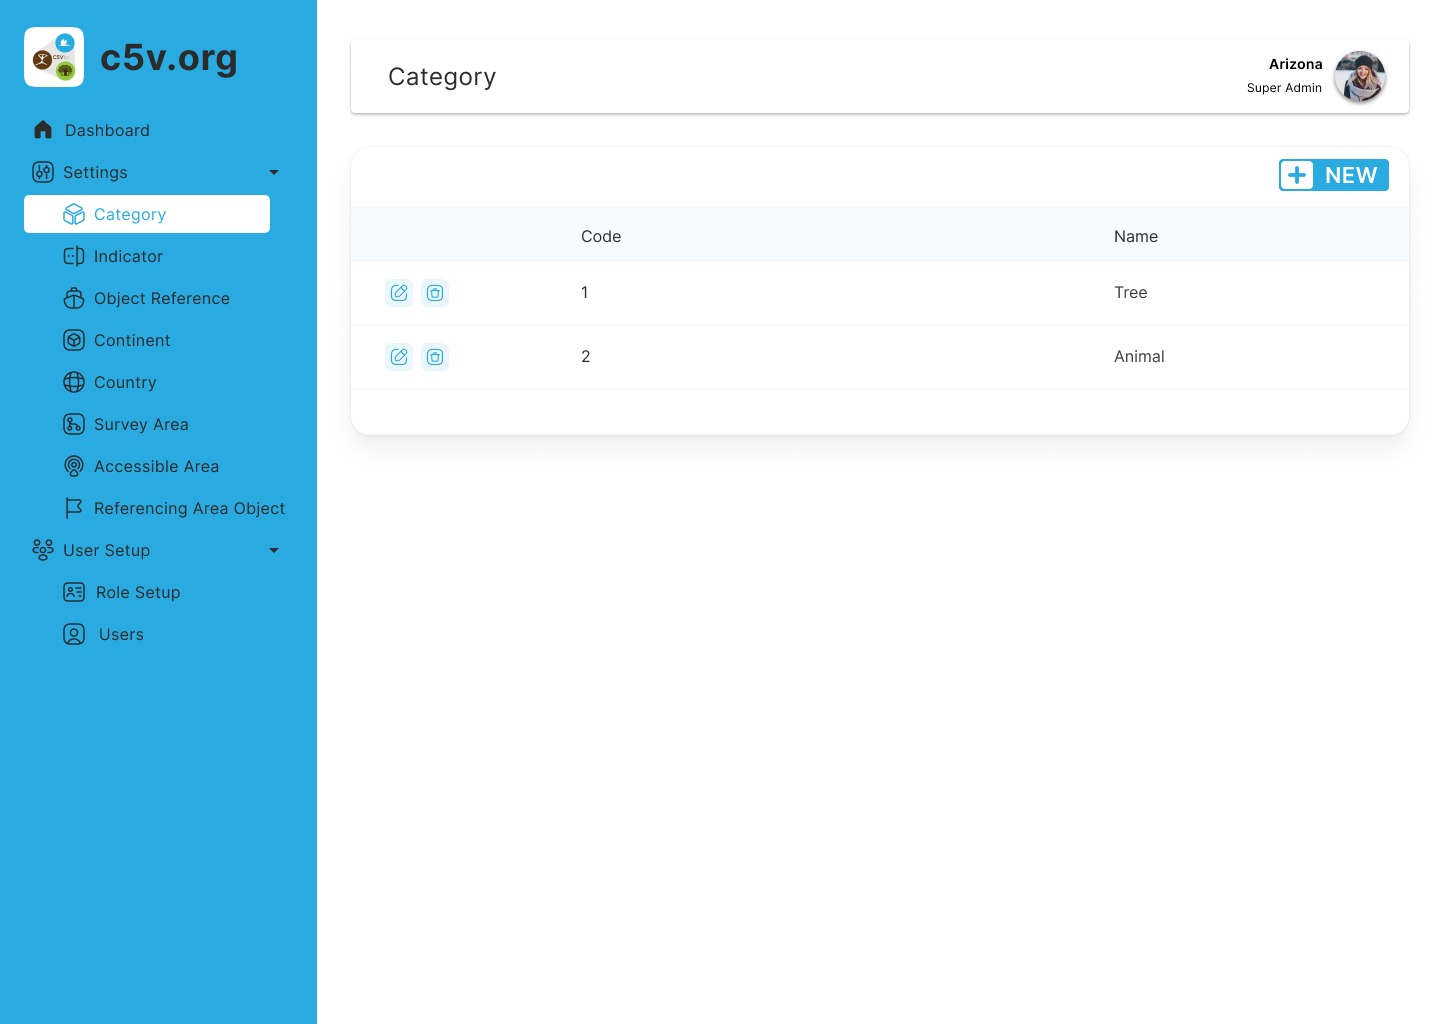 c5v.org
Dashboard
Settings
Category
Indicator
Object Reference
Continent
Country
Survey Area
Accessible Area
Referencing Area Object
User Setup
Role Setup
Users
Category
Arizona
Super Admin
NEW
Code Name
1 Tree
2 Animal